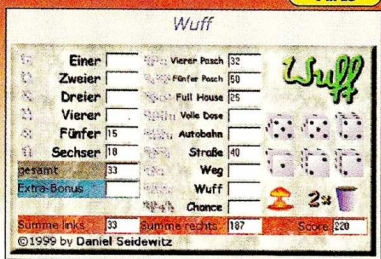 Wuff
Einer
Zweier
Dreier
Vierer
Fünfer 15
Sechser 18
gesamt 33
Extra-Bonus
Vierer Pasch 32
Fünfer Pasch 50
Full House 25
Volle Dose
Autobahn
Straße 40
Weg
Wuff
Chance
Wuff
2x
Summe links 33 Summe rechts 187 Score 220
©1999 by Daniel Seidewitz